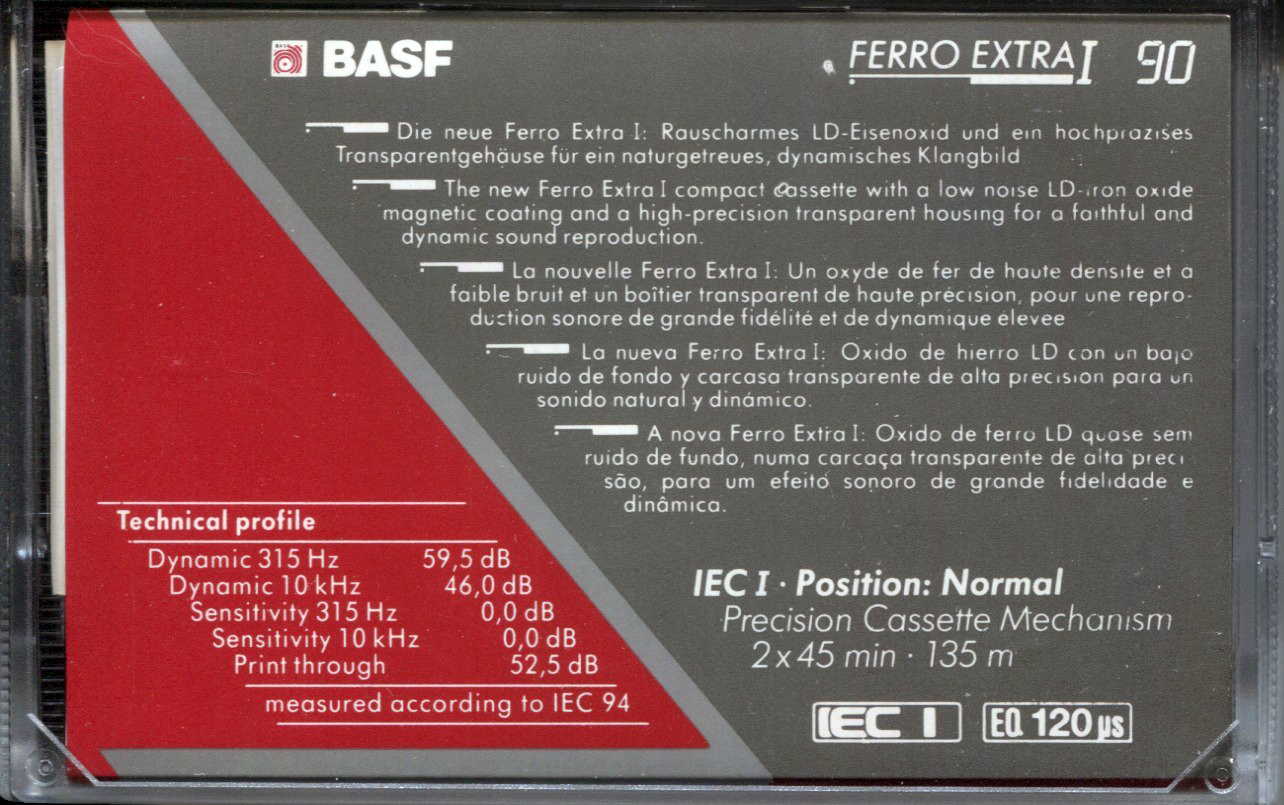 BASF
FERRO EXTRA I 90
Die neue Ferro Extra I: Rauscharmes LD-Eisenoxid und ein hochprazises
Transparentgehäuse für ein naturgetreues, dynamisches Klangbild
The new Ferro Extra I compact cassette with a low noise LD-iron oxide
magnetic coating and a high-precision transparent housing for a faithful and
dynamic sound reproduction.
La nouvelle Ferro Extra I: Un oxyde de fer de haute densite et a
faible bruit et un boîtier transparent de haute précision, pour une repro-
duction sonore de grande fidélité et de dynamique élevee
La nueva Ferro Extra I: Oxido de hierro LD con un bajo
ruido de fondo y carcasa transparente de alta precision para un
sonido natural y dinámico.
A nova Ferro Extra I: Oxido de ferro LD quase sem
ruído de fundo, numa carcaça transparente de alta preci
são, para um efeito sonoro de grande fidelidade e
dinâmica.
Technical profile
Dynamic 315 Hz 59,5 dB
Dynamic 10 kHz 46,0 dB
Sensitivity 315 Hz 0,0 dB
Sensitivity 10 kHz 0,0 dB
Print through 52,5 dB
measured according to IEC 94
IEC I · Position: Normal
Precision Cassette Mechanism
2 x 45 min · 135 m
IEC I EQ. 120 µs